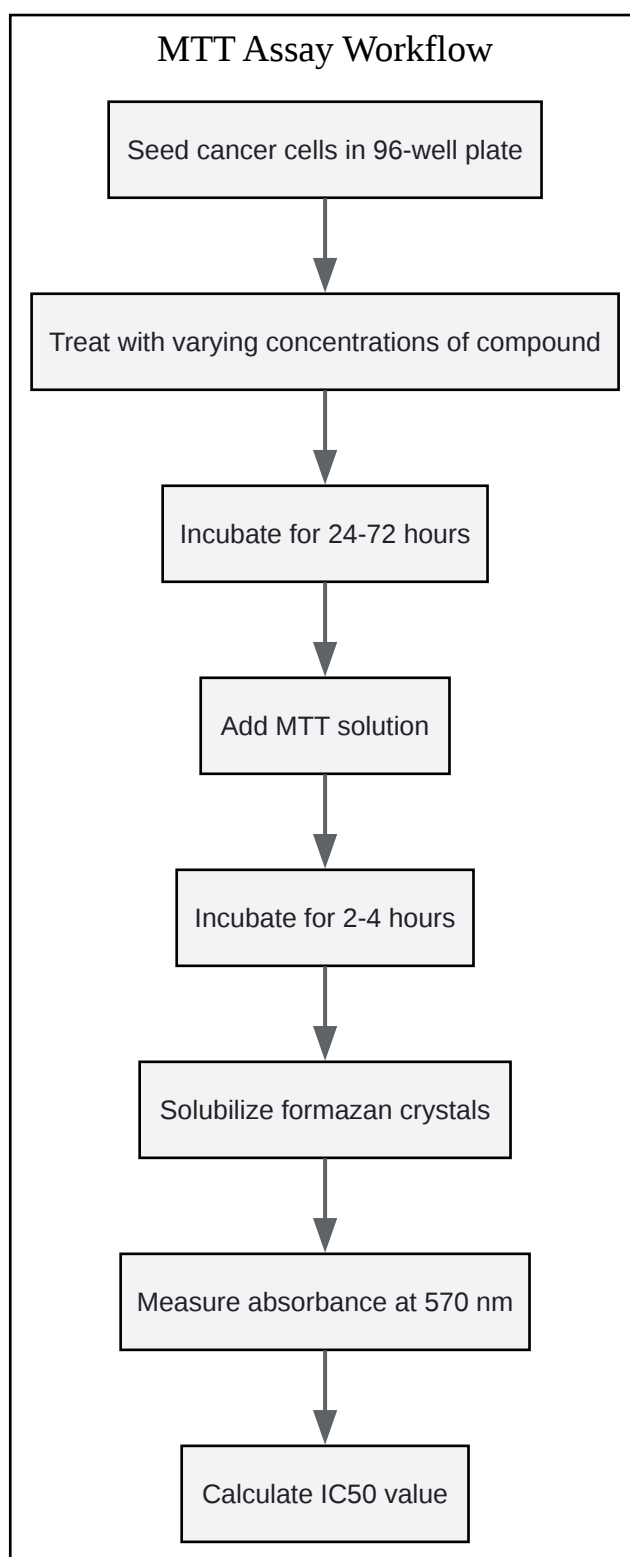 MTT Assay Workflow
Seed cancer cells in 96-well plate
Treat with varying concentrations of compound
Incubate for 24-72 hours
Add MTT solution
Incubate for 2-4 hours
Solubilize formazan crystals
Measure absorbance at 570 nm
Calculate IC50 value